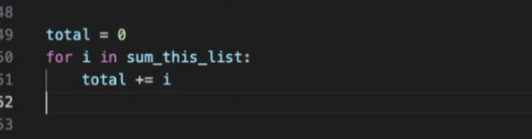 48
49 total = 0
50 for i in sum_this_list:
51     total += i
52
53